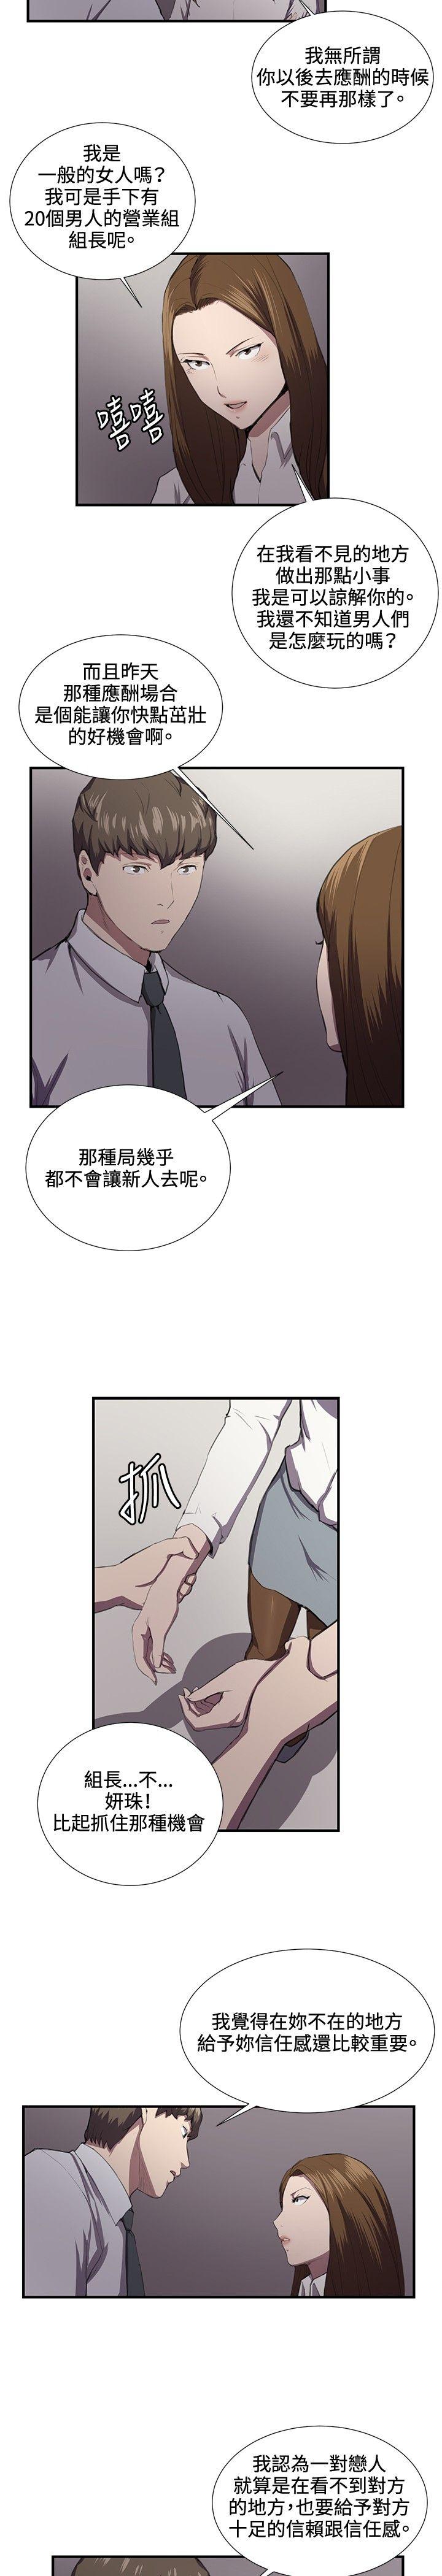 我無所謂
你以後去應酬的時候
不要再那樣了。
我是
一般的女人嗎？
我可是手下有
20個男人的營業組
組長呢。
嘻嘻
在我看不見的地方
做出那點小事
我是可以諒解你的。
我還不知道男人們
是怎麼玩的嗎？
而且昨天
那種應酬場合
是個能讓你快點茁壯
的好機會啊。
那種局幾乎
都不會讓新人去呢。
抓
組長...不...
妍珠！
比起抓住那種機會
我覺得在妳不在的地方
給予妳信任感還比較重要。
我認為一對戀人
就算是在看不到對方
的地方，也要給予對方
十足的信賴跟信任感。